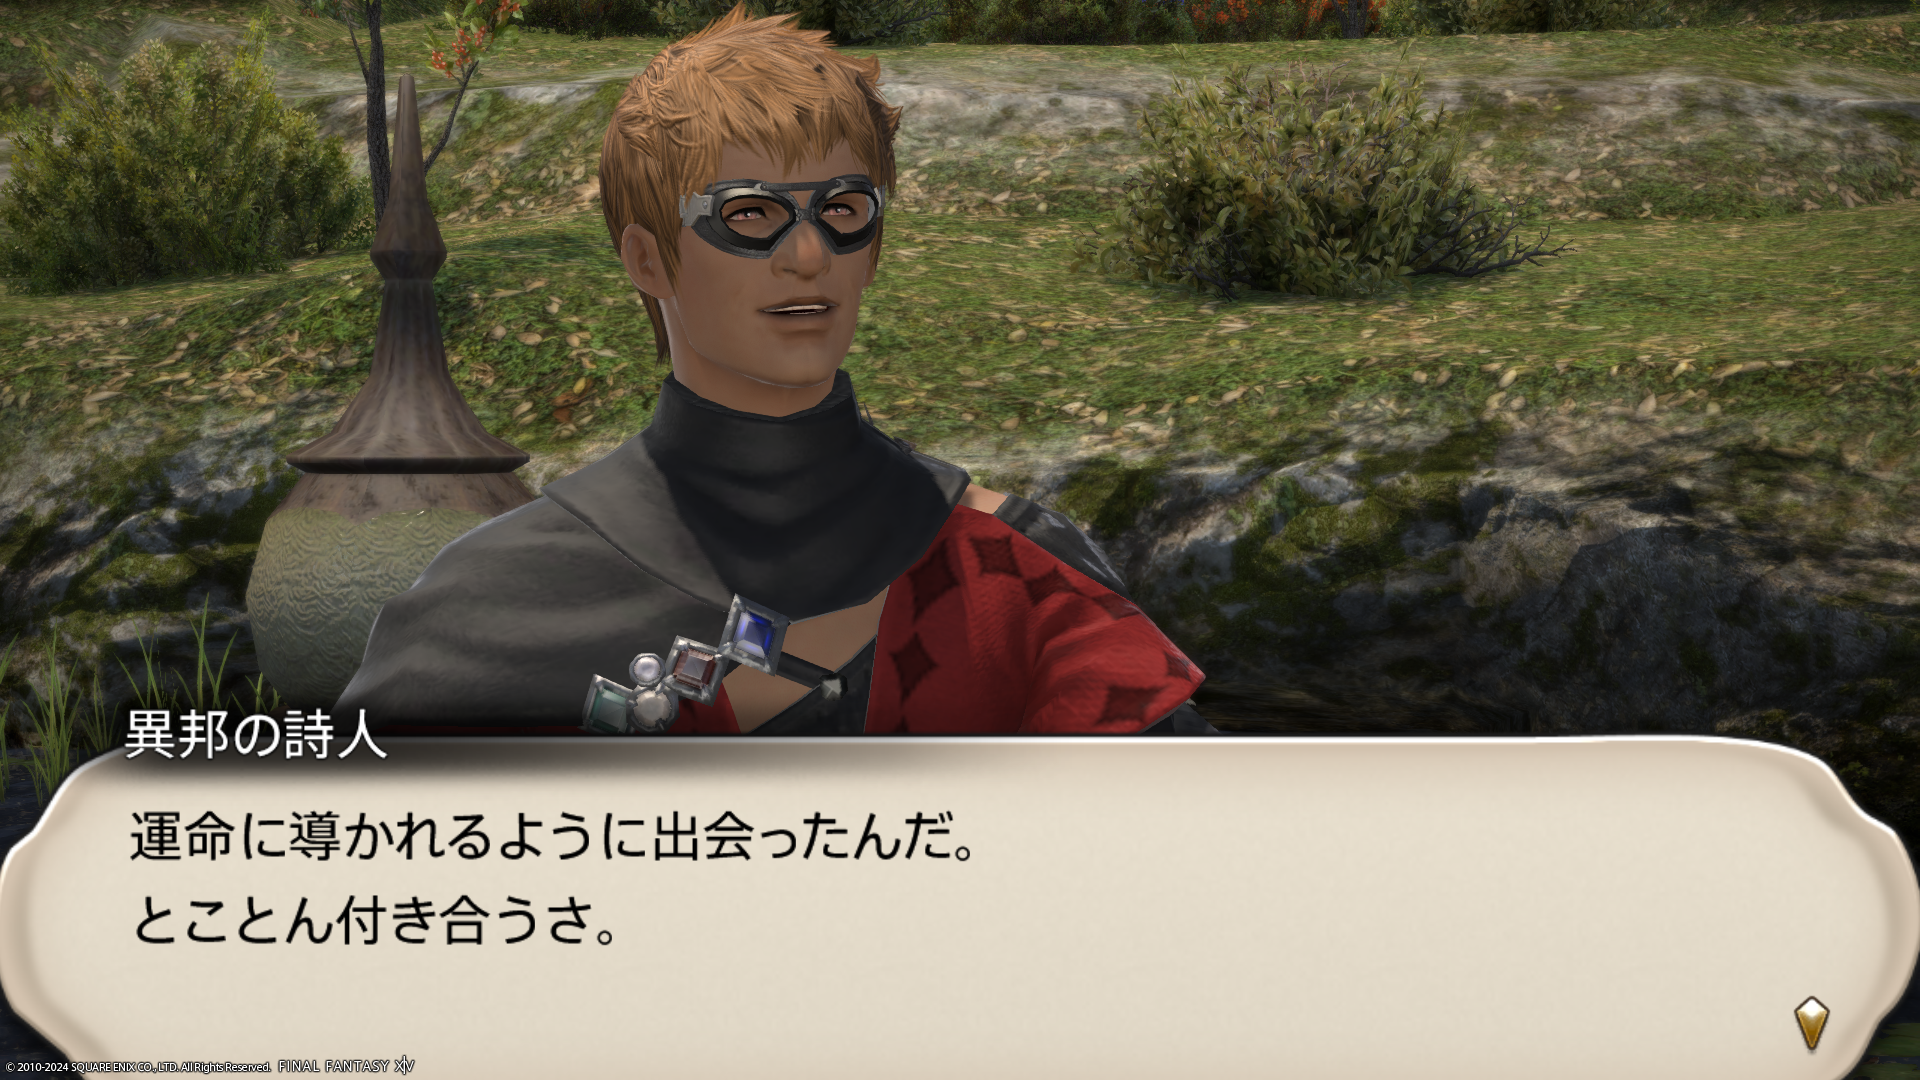 異邦の詩人
運命に導かれるように出会ったんだ。
とことん付き合うさ。
© 2010-2024 SQUARE ENIX CO., LTD. All Rights Reserved. FINAL FANTASY XIV